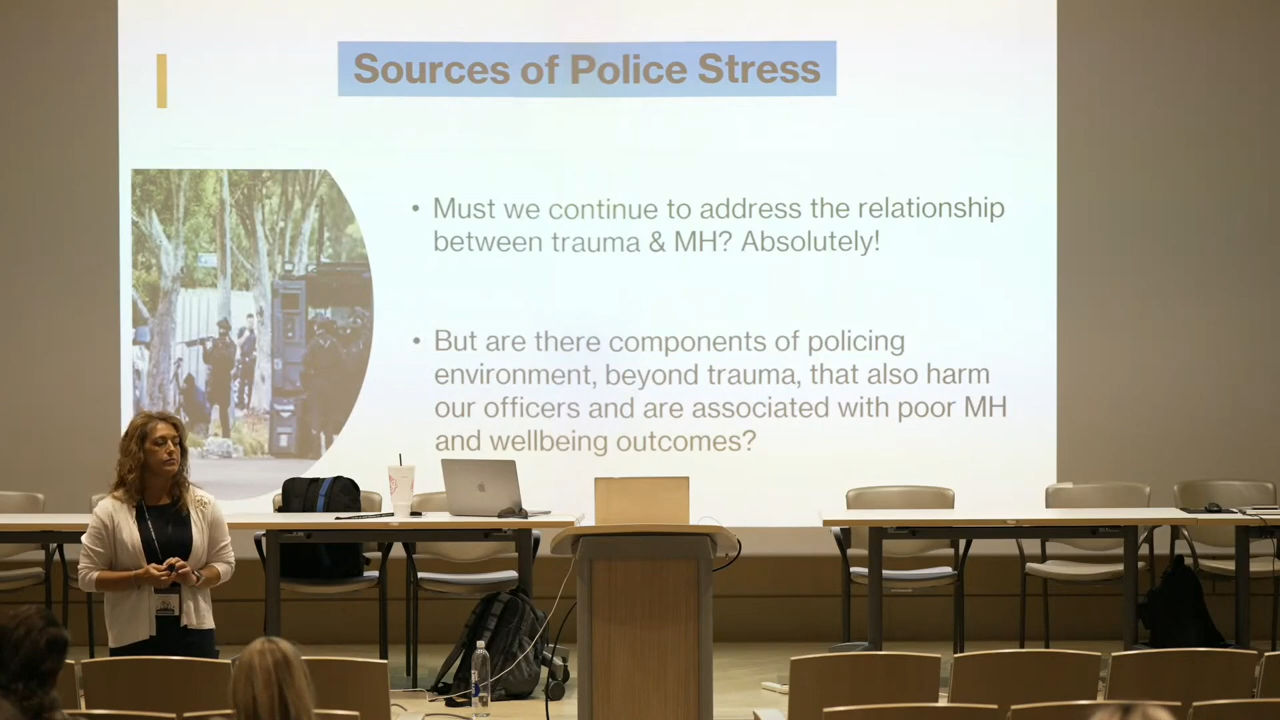 Sources of Police Stress
• Must we continue to address the relationship
between trauma & MH? Absolutely!
• But are there components of policing
environment, beyond trauma, that also harm
our officers and are associated with poor MH
and wellbeing outcomes?